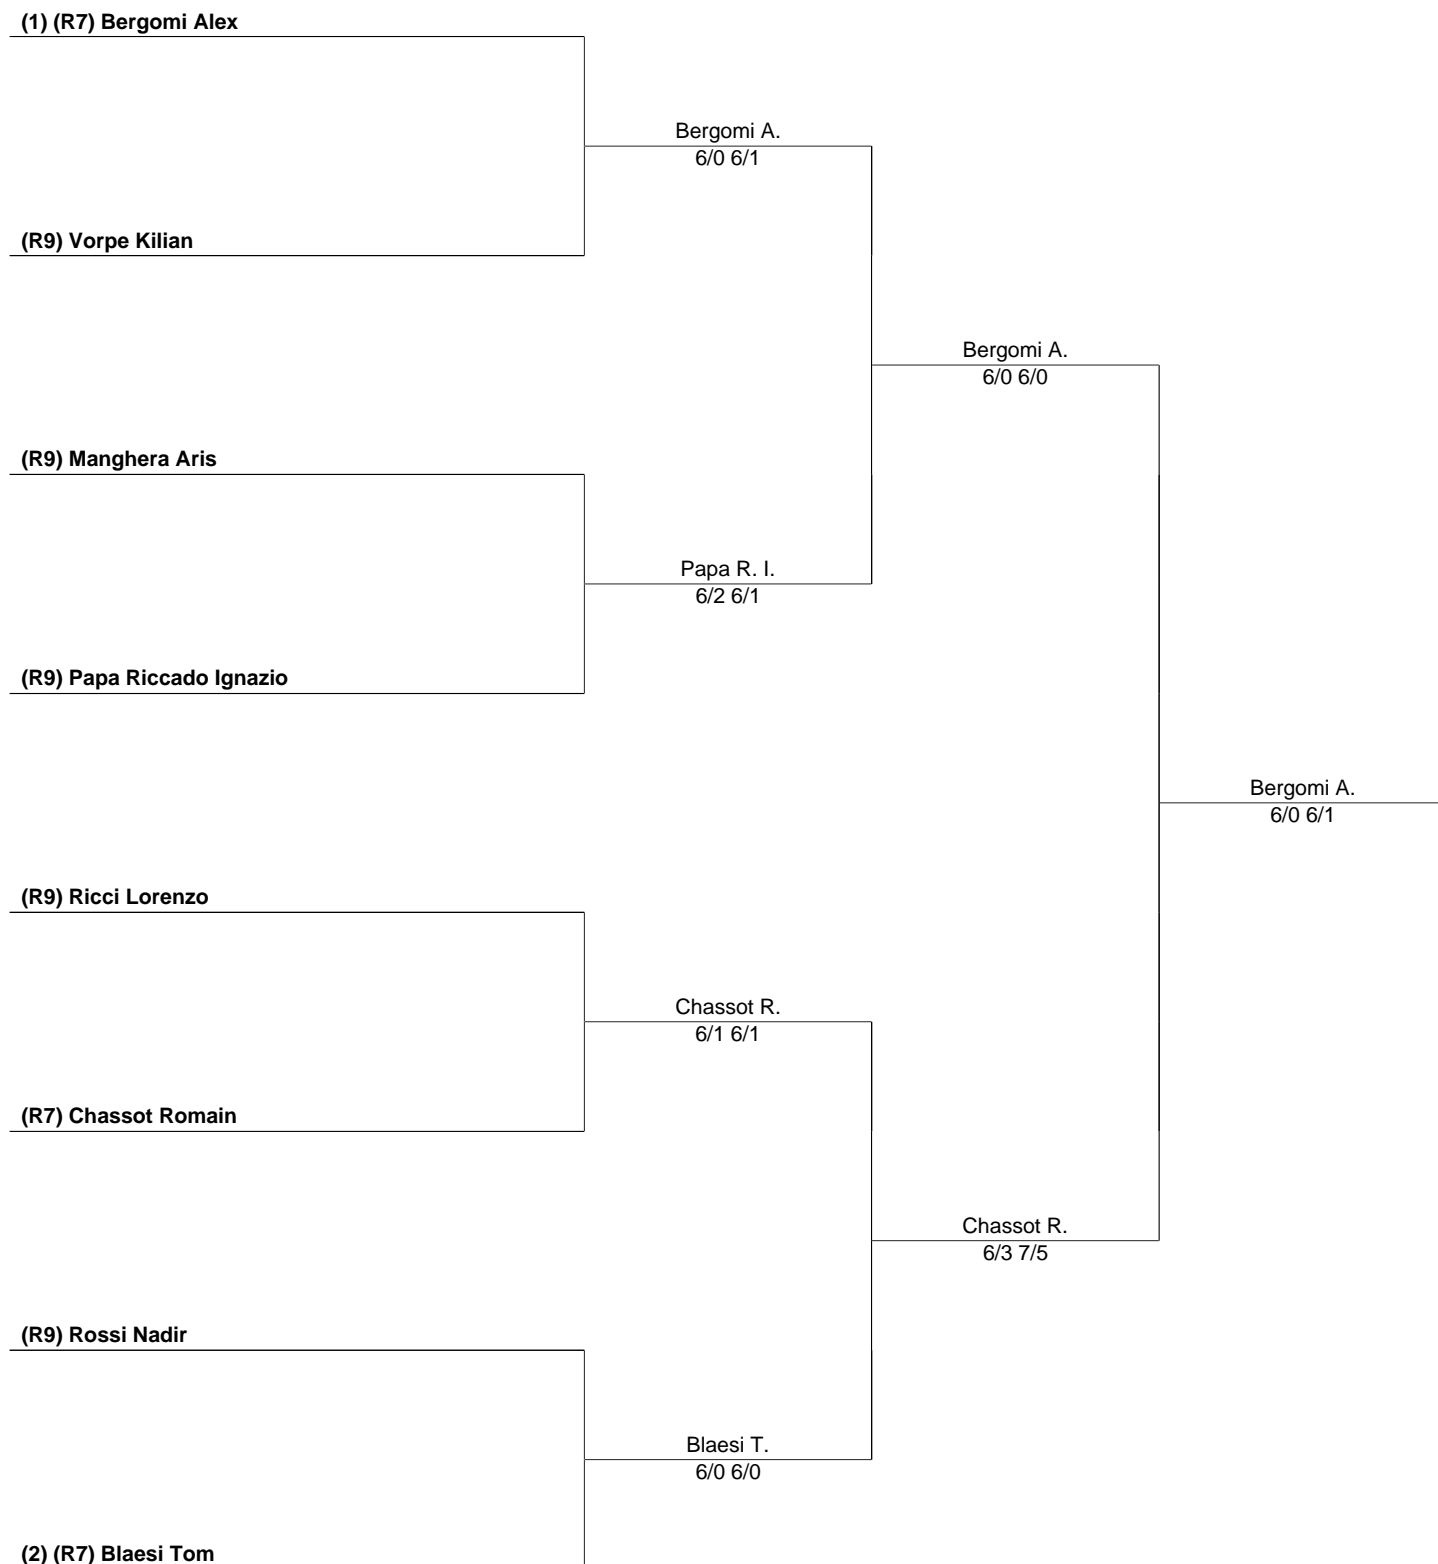 (1) (R7) Bergomi Alex
Bergomi A.
6/0 6/1
(R9) Vorpe Kilian
Bergomi A.
6/0 6/0
(R9) Manghera Aris
Papa R. I.
6/2 6/1
(R9) Papa Riccado Ignazio
Bergomi A.
6/0 6/1
(R9) Ricci Lorenzo
Chassot R.
6/1 6/1
(R7) Chassot Romain
Chassot R.
6/3 7/5
(R9) Rossi Nadir
Blaesi T.
6/0 6/0
(2) (R7) Blaesi Tom